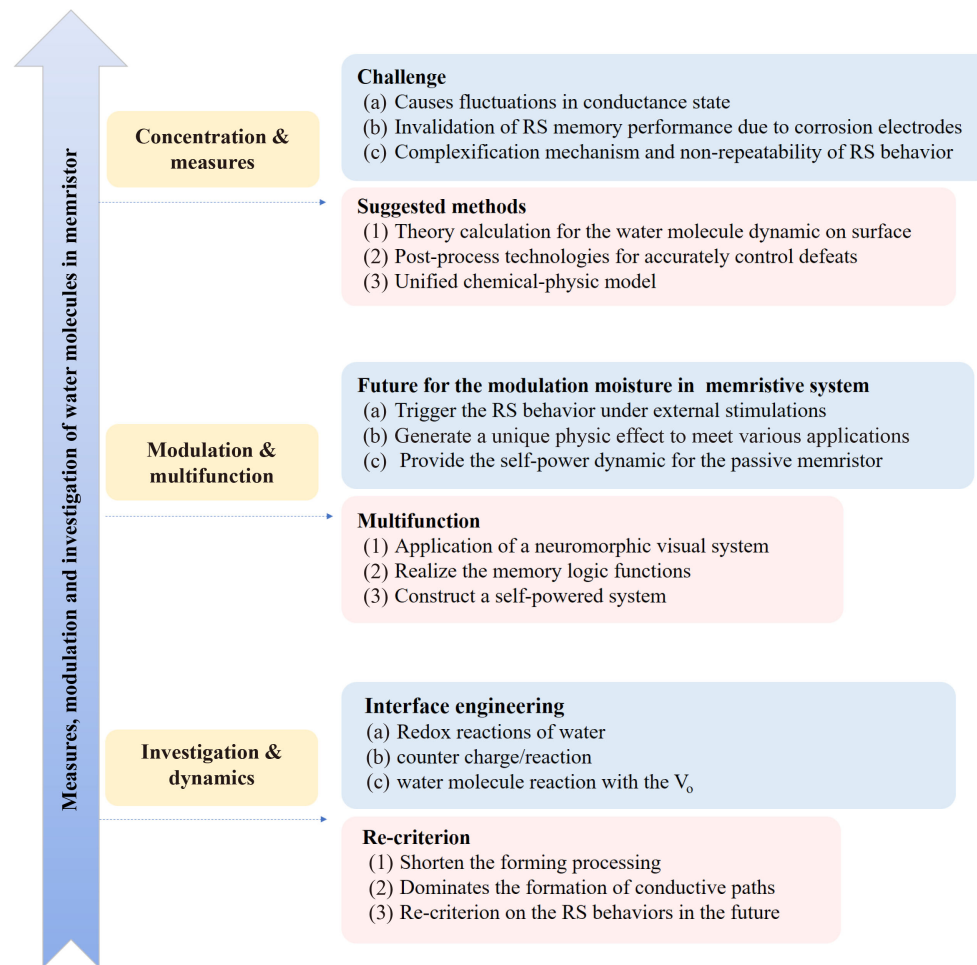 Measures, modulation and investigation of water molecules in memristor
Concentration &
measures
Challenge
(a) Causes fluctuations in conductance state
(b) Invalidation of RS memory performance due to corrosion electrodes
(c) Complexification mechanism and non-repeatability of RS behavior
Suggested methods
(1) Theory calculation for the water molecule dynamic on surface
(2) Post-process technologies for accurately control defeats
(3) Unified chemical-physic model
Modulation &
multifunction
Future for the modulation moisture in memristive system
(a) Trigger the RS behavior under external stimulations
(b) Generate a unique physic effect to meet various applications
(c) Provide the self-power dynamic for the passive memristor
Multifunction
(1) Application of a neuromorphic visual system
(2) Realize the memory logic functions
(3) Construct a self-powered system
Investigation &
dynamics
Interface engineering
(a) Redox reactions of water
(b) counter charge/reaction
(c) water molecule reaction with the Vₒ
Re-criterion
(1) Shorten the forming processing
(2) Dominates the formation of conductive paths
(3) Re-criterion on the RS behaviors in the future